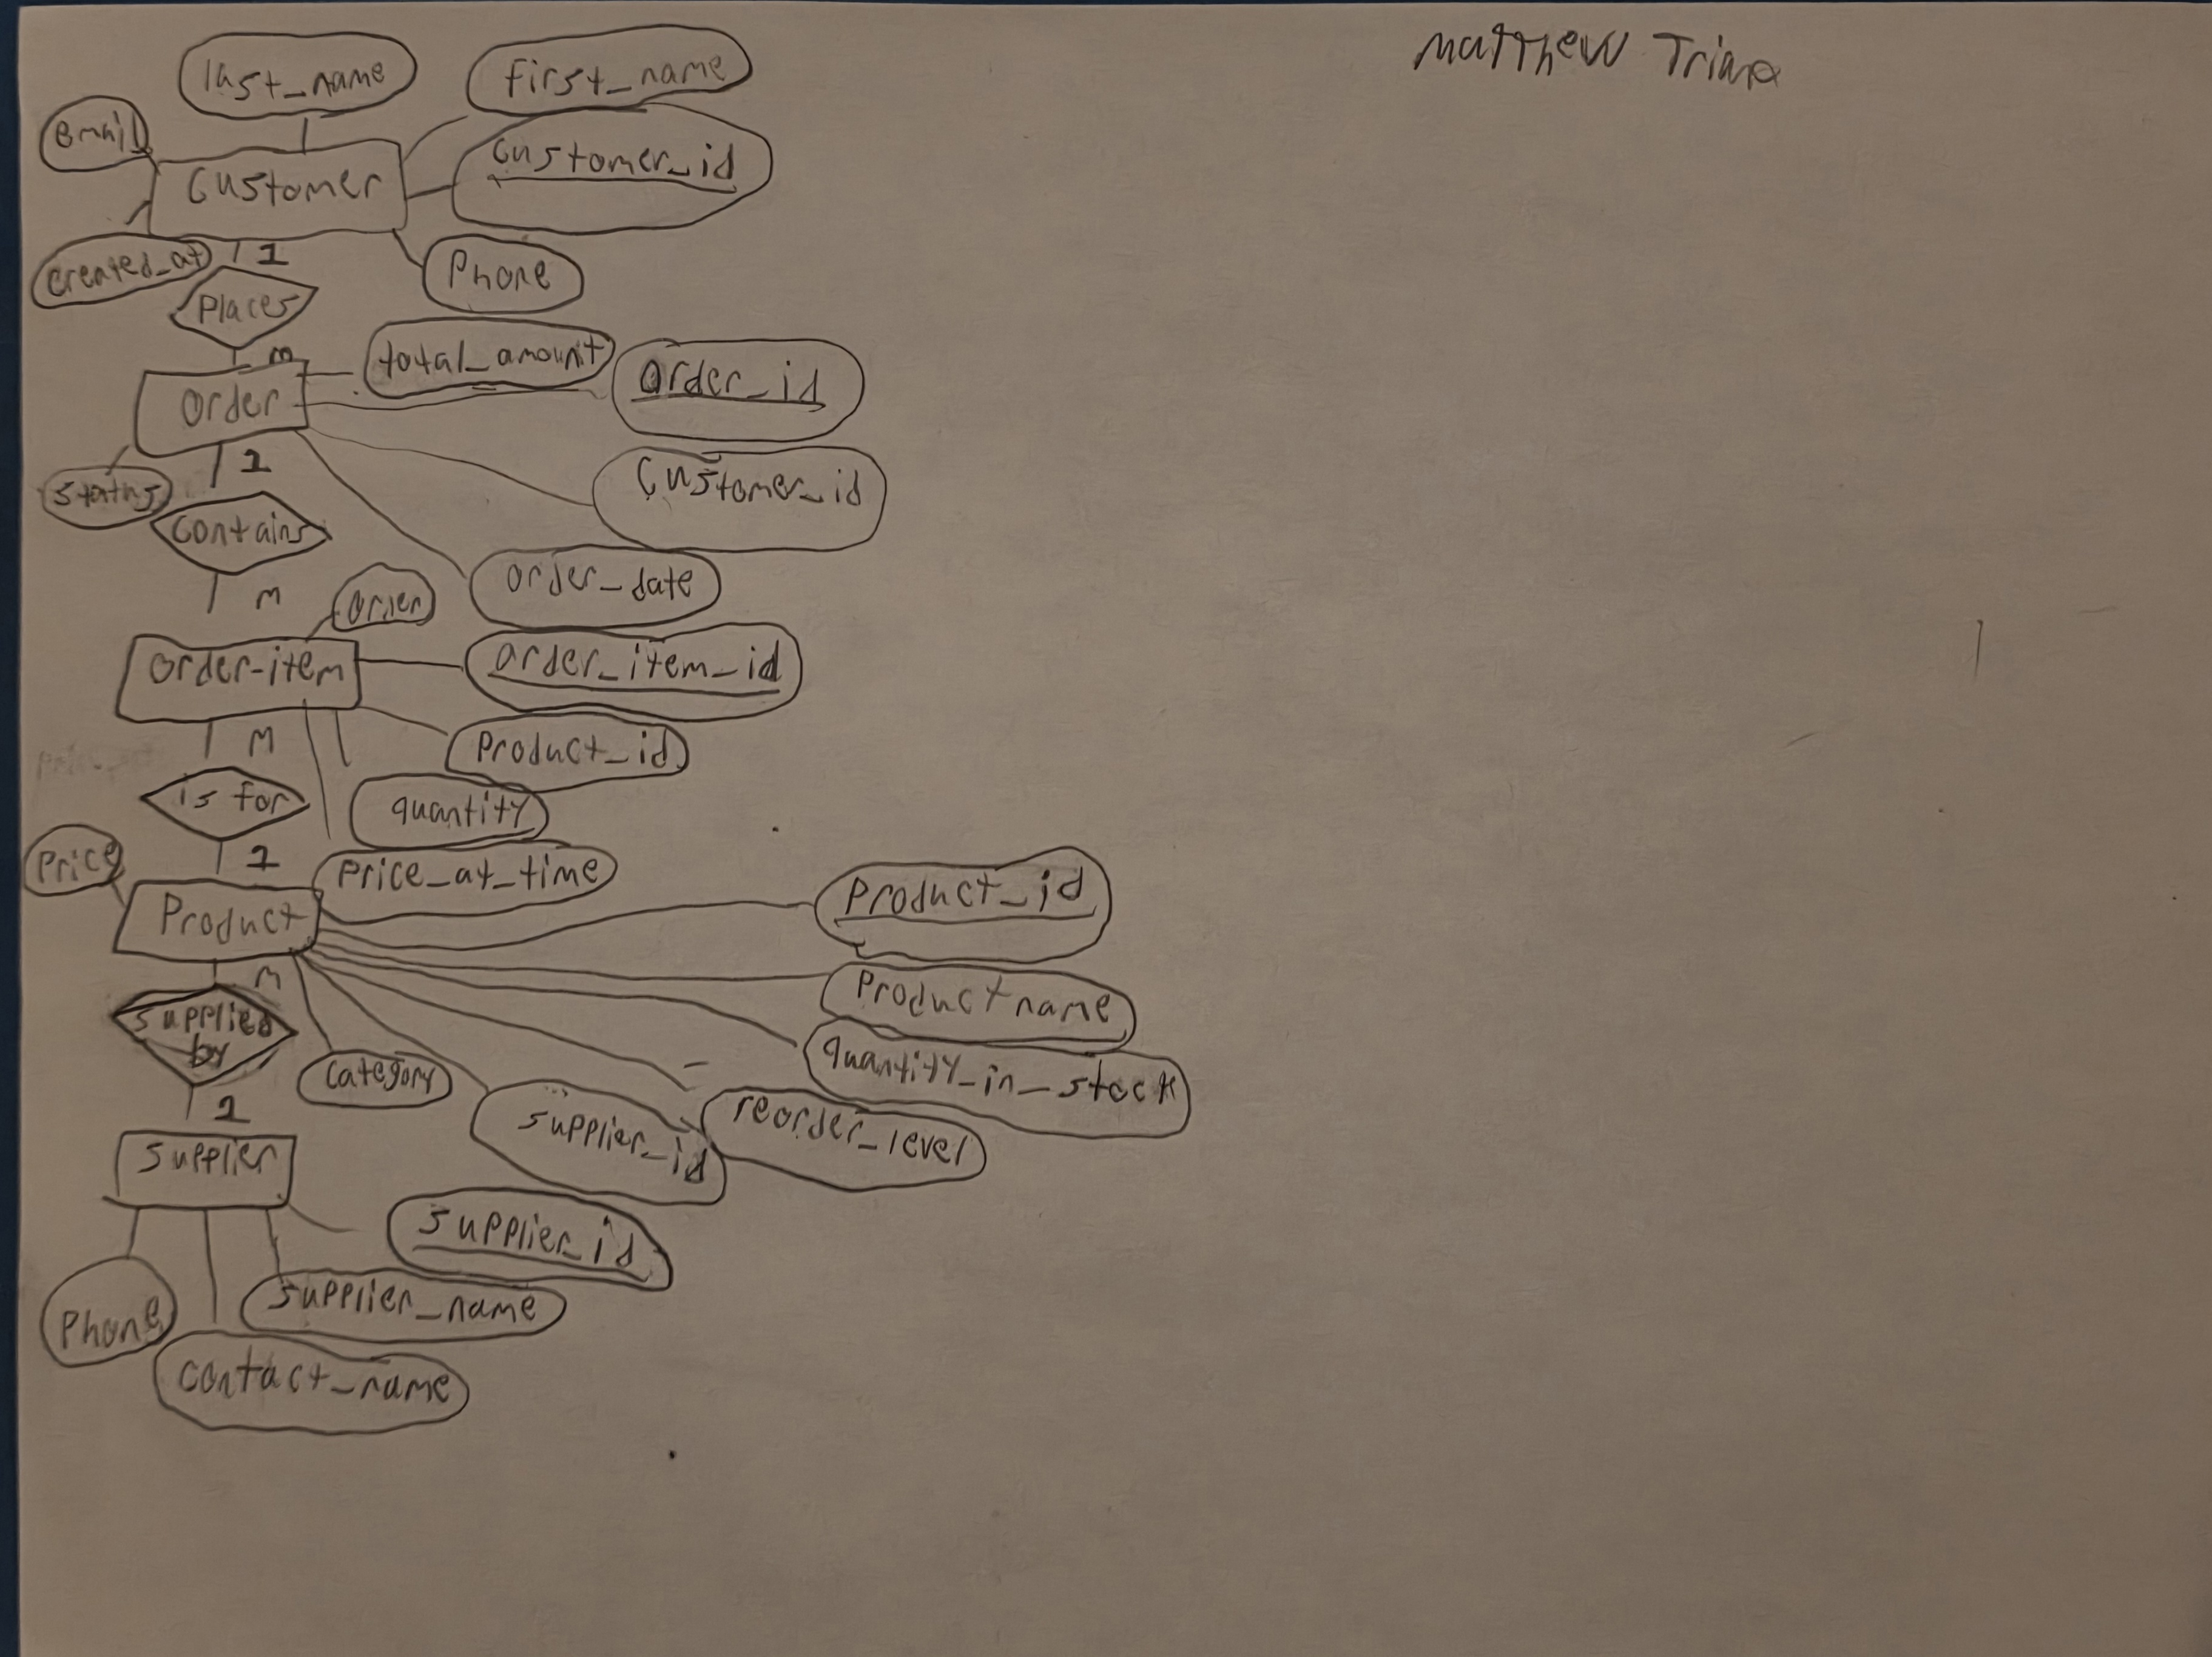 Matthew Triana
last_name
first_name
email
customer_id
Customer
created_at
1
Phone
Places
m
total_amount
order_id
Order
1
status
Customer_id
Contains
order_date
M
order
order-item
order_item_id
M
Product_id
is for
quantity
1
Price
Price_at_time
Product_id
Product
M
Product name
supplied
by
quantity_in_stock
category
1
supplier_id
reorder_level
supplier
supplier_id
supplier_name
Phone
contact_name